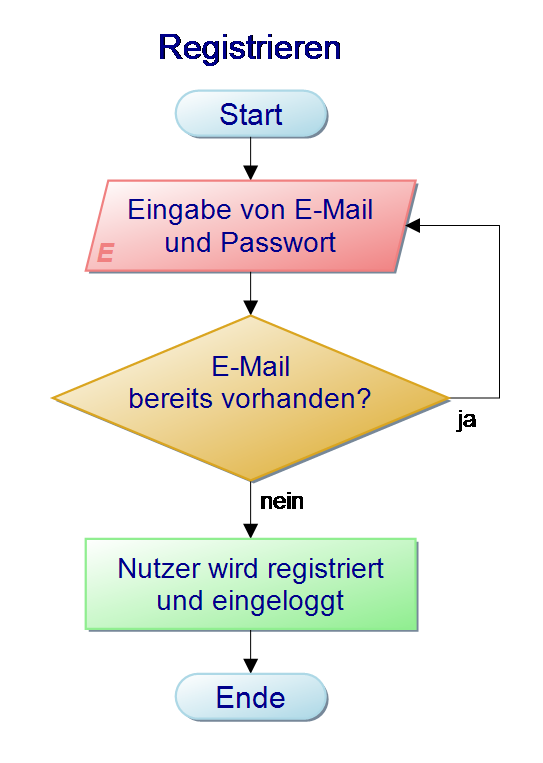 Registrieren
Start
Eingabe von E-Mail
und Passwort
E
E-Mail
bereits vorhanden?
ja
nein
Nutzer wird registriert
und eingeloggt
Ende